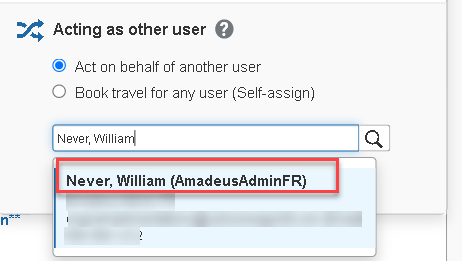 Acting as other user ?
Act on behalf of another user
Book travel for any user (Self-assign)
Never, William
Never, William (AmadeusAdminFR)